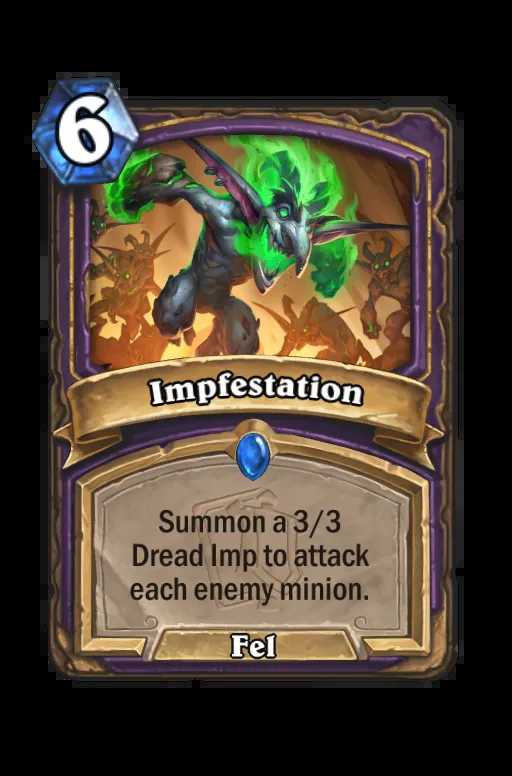 6
Impfestation
Summon a 3/3
Dread Imp to attack
each enemy minion.
Fel